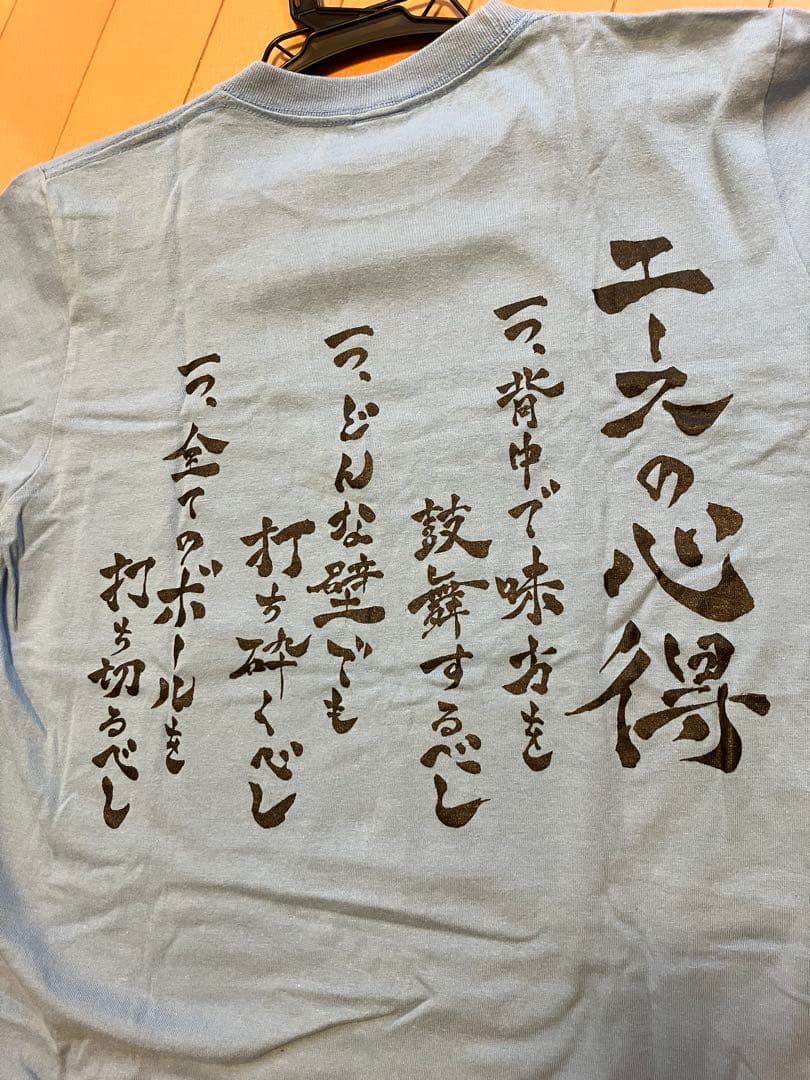 エースの心得
一つ、背中で味方を
鼓舞するべし
一つ、どんな壁でも
打ち砕くべし
一つ、全てのボールを
打ち切るべし